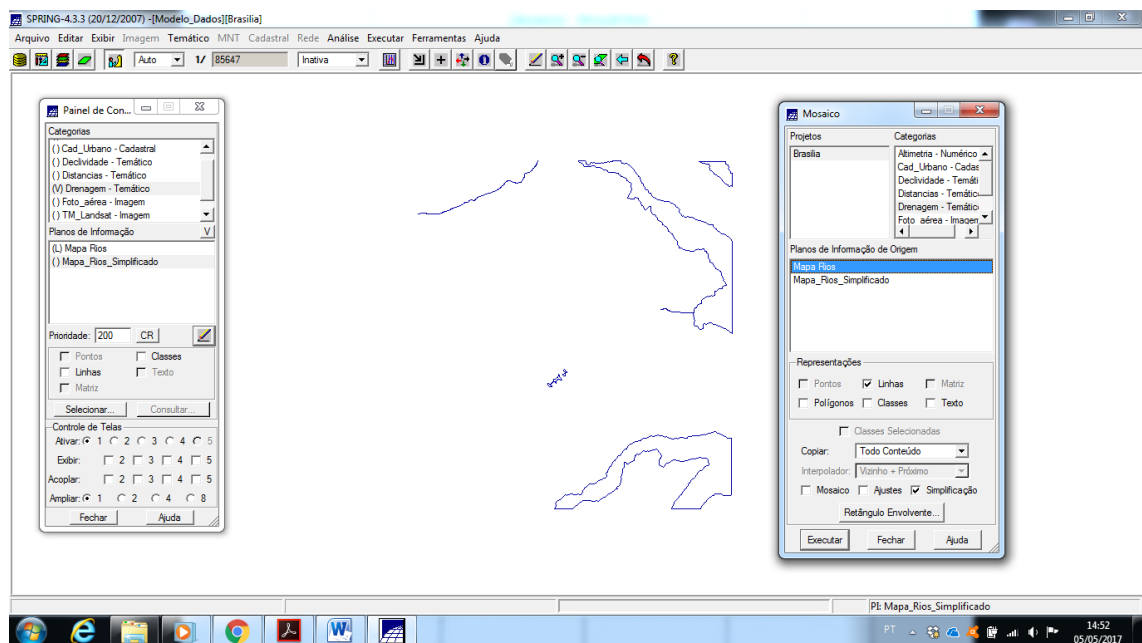 SPRING-4.3.3 (20/12/2007) -[Modelo_Dados][Brasilia]
Arquivo Editar Exibir Imagem Temático MNT Cadastral Rede Análise Executar Ferramentas Ajuda
Auto 1/ 85647 Inativa
Painel de Con...
Categorias
() Cad_Urbano - Cadastral
() Declividade - Temático
() Distancias - Temático
(V) Drenagem - Temático
() Foto_aérea - Imagem
() TM_Landsat - Imagem
Planos de Informação V
(L) Mapa Rios
() Mapa_Rios_Simplificado
Prioridade: 200 CR
Pontos Classes
Linhas Texto
Matriz
Selecionar... Consultar...
Controle de Telas
Ativar: 1 2 3 4 5
Exibir: 2 3 4 5
Acoplar: 2 3 4 5
Ampliar: 1 2 4 8
Fechar Ajuda
Mosaico
Projetos Categorias
Brasilia
Altimetria - Numérico
Cad_Urbano - Cadas
Declividade - Temáti
Distancias - Temátic
Drenagem - Temátic
Foto_aérea - Imagem
Planos de Informação de Origem
Mapa Rios
Mapa_Rios_Simplificado
Representações
Pontos Linhas Matriz
Polígonos Classes Texto
Classes Selecionadas
Copiar: Todo Conteúdo
Interpolador: Vizinho + Próximo
Mosaico Ajustes Simplificação
Retângulo Envolvente...
Executar Fechar Ajuda
PI: Mapa_Rios_Simplificado
PT 14:52
05/05/2017